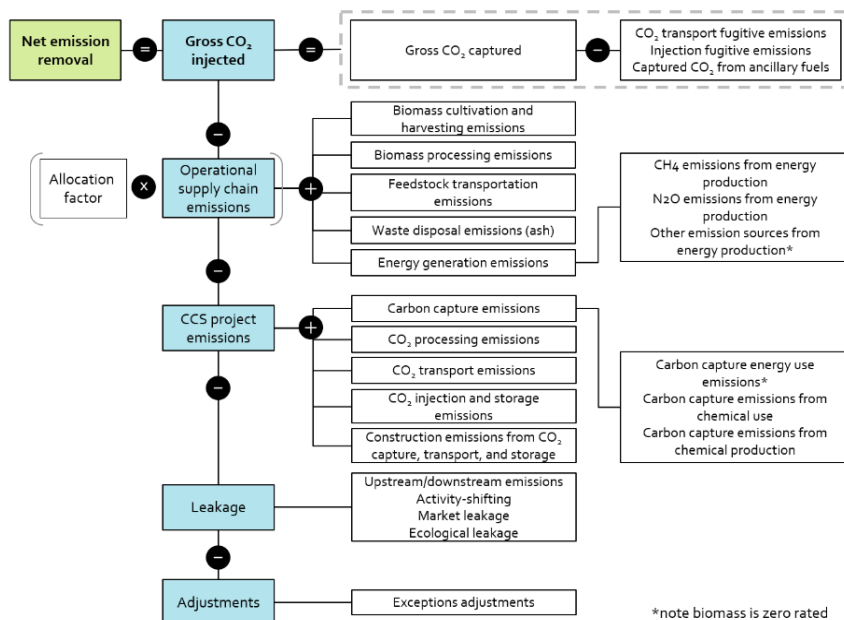 Net emission
removal
=
Gross CO₂
injected
=
Gross CO₂ captured
−
CO₂ transport fugitive emissions
Injection fugitive emissions
Captured CO₂ from ancillary fuels
−
Allocation
factor
x
Operational
supply chain
emissions
+
Biomass cultivation and
harvesting emissions
Biomass processing emissions
Feedstock transportation
emissions
Waste disposal emissions (ash)
Energy generation emissions
CH4 emissions from energy
production
N2O emissions from energy
production
Other emission sources from
energy production*
−
CCS project
emissions
+
Carbon capture emissions
CO₂ processing emissions
CO₂ transport emissions
CO₂ injection and storage
emissions
Construction emissions from CO₂
capture, transport, and storage
Carbon capture energy use
emissions*
Carbon capture emissions from
chemical use
Carbon capture emissions from
chemical production
−
Leakage
Upstream/downstream emissions
Activity-shifting
Market leakage
Ecological leakage
−
Adjustments
Exceptions adjustments
*note biomass is zero rated